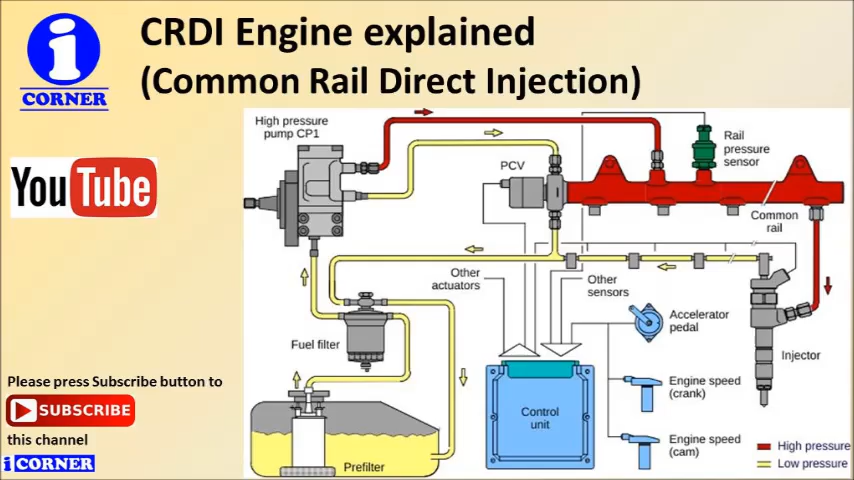 i
CORNER
CRDI Engine explained
(Common Rail Direct Injection)
YouTube
High pressure
pump CP1
PCV
Rail
pressure
sensor
Common
rail
Other
actuators
Other
sensors
Accelerator
pedal
Fuel filter
Injector
Engine speed
(crank)
Control
unit
Engine speed
(cam)
Prefilter
High pressure
Low pressure
Please press Subscribe button to
SUBSCRIBE
this channel
i CORNER